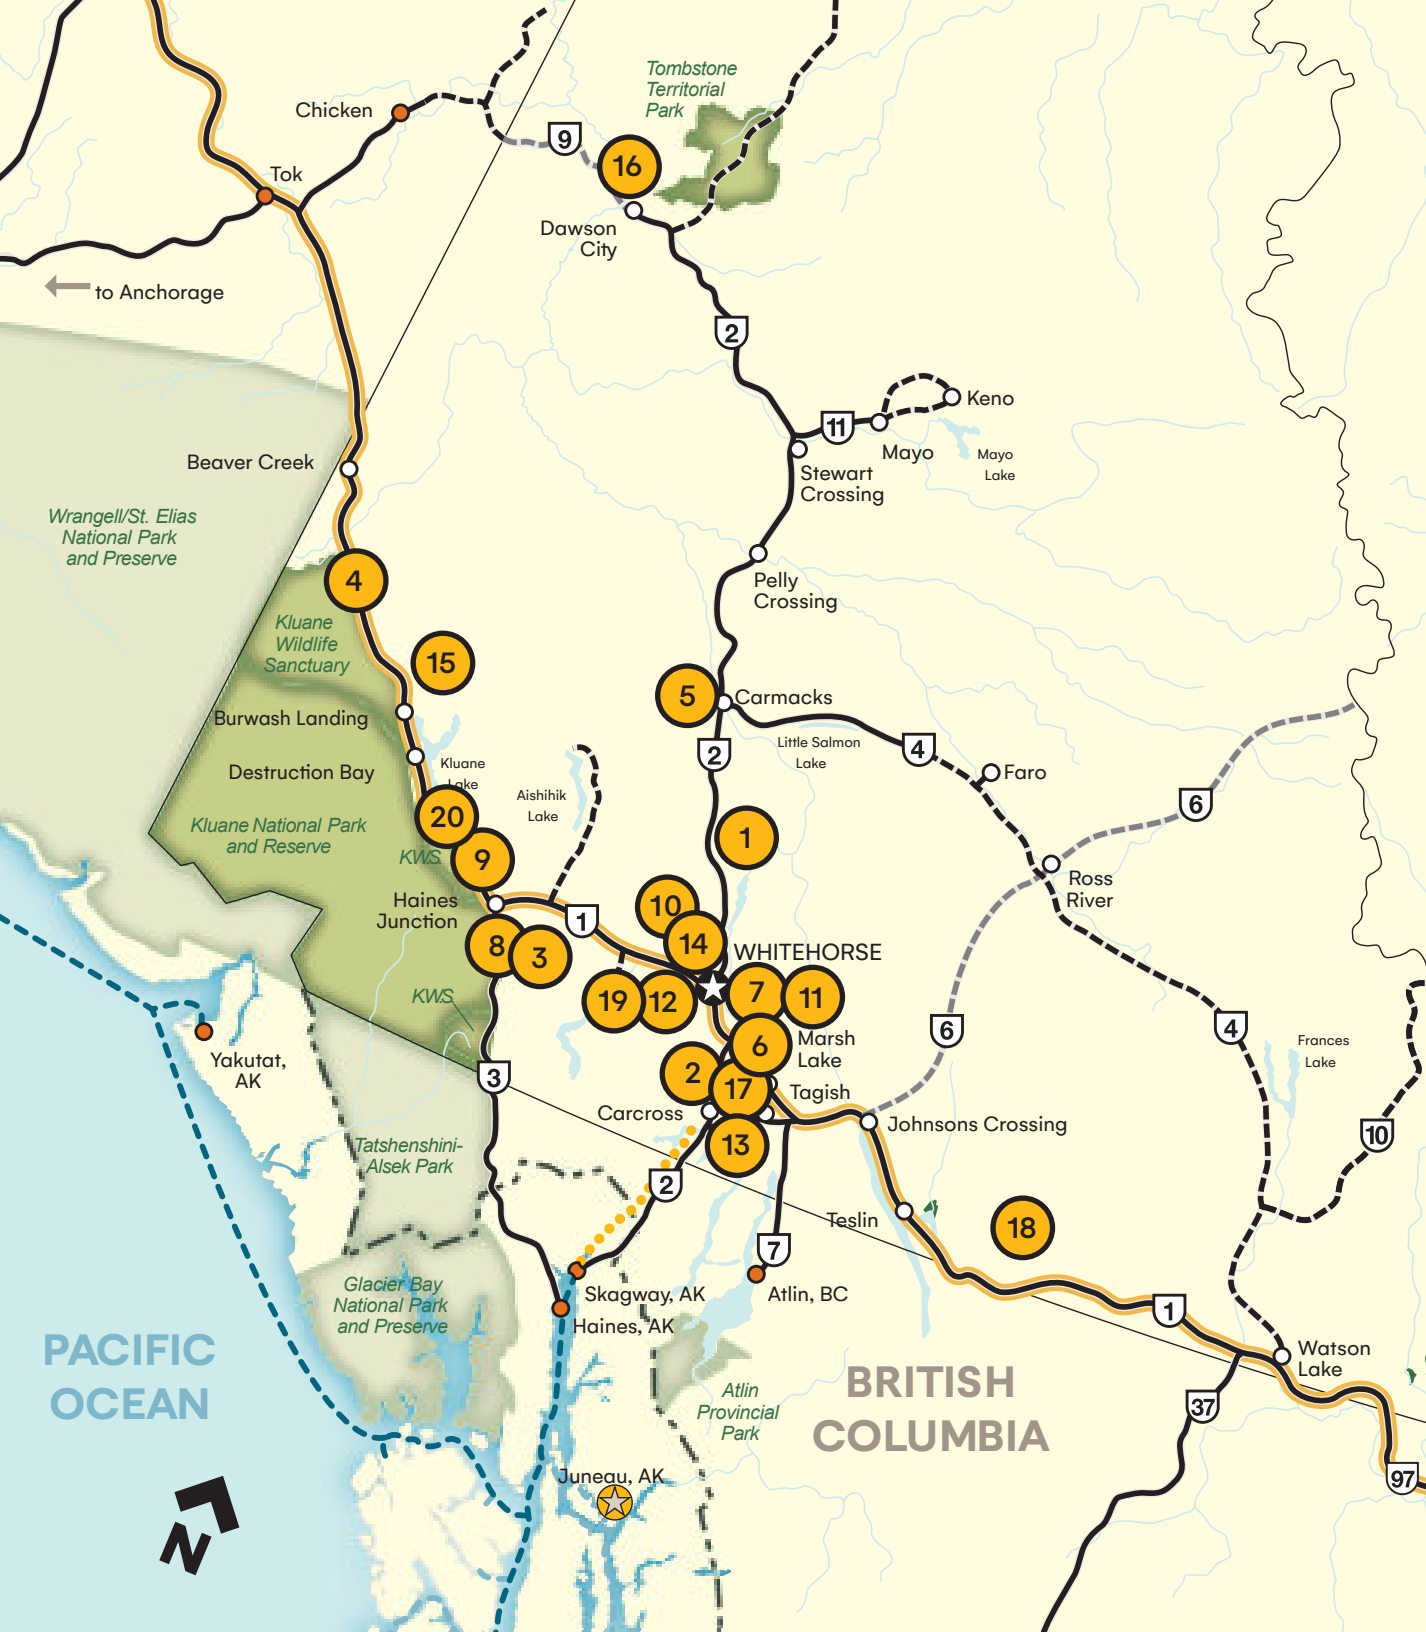 Tombstone
Territorial
Park
Chicken
9
16
Tok
Dawson
City
to Anchorage
2
Keno
11
Mayo
Mayo
Lake
Beaver Creek
Stewart
Crossing
Wrangell/St. Elias
National Park
and Preserve
4
Pelly
Crossing
Kluane
Wildlife
Sanctuary
15
5
Carmacks
Burwash Landing
2
Little Salmon
Lake
4
Destruction Bay
Kluane
Lake
Faro
Aishihik
Lake
6
20
Kluane National Park
and Reserve
1
KWS
9
Ross
River
Haines
Junction
10
1
8
3
14
WHITEHORSE
KWS
19
12
7
11
6
4
Marsh
Lake
6
Frances
Lake
Yakutat,
AK
3
2
17
Tagish
Carcross
Johnsons Crossing
10
13
Tatshenshini-
Alsek Park
2
Teslin
18
7
Glacier Bay
National Park
and Preserve
Skagway, AK
Atlin, BC
1
Haines, AK
PACIFIC
OCEAN
Watson
Lake
BRITISH
COLUMBIA
Atlin
Provincial
Park
37
97
Juneau, AK
N